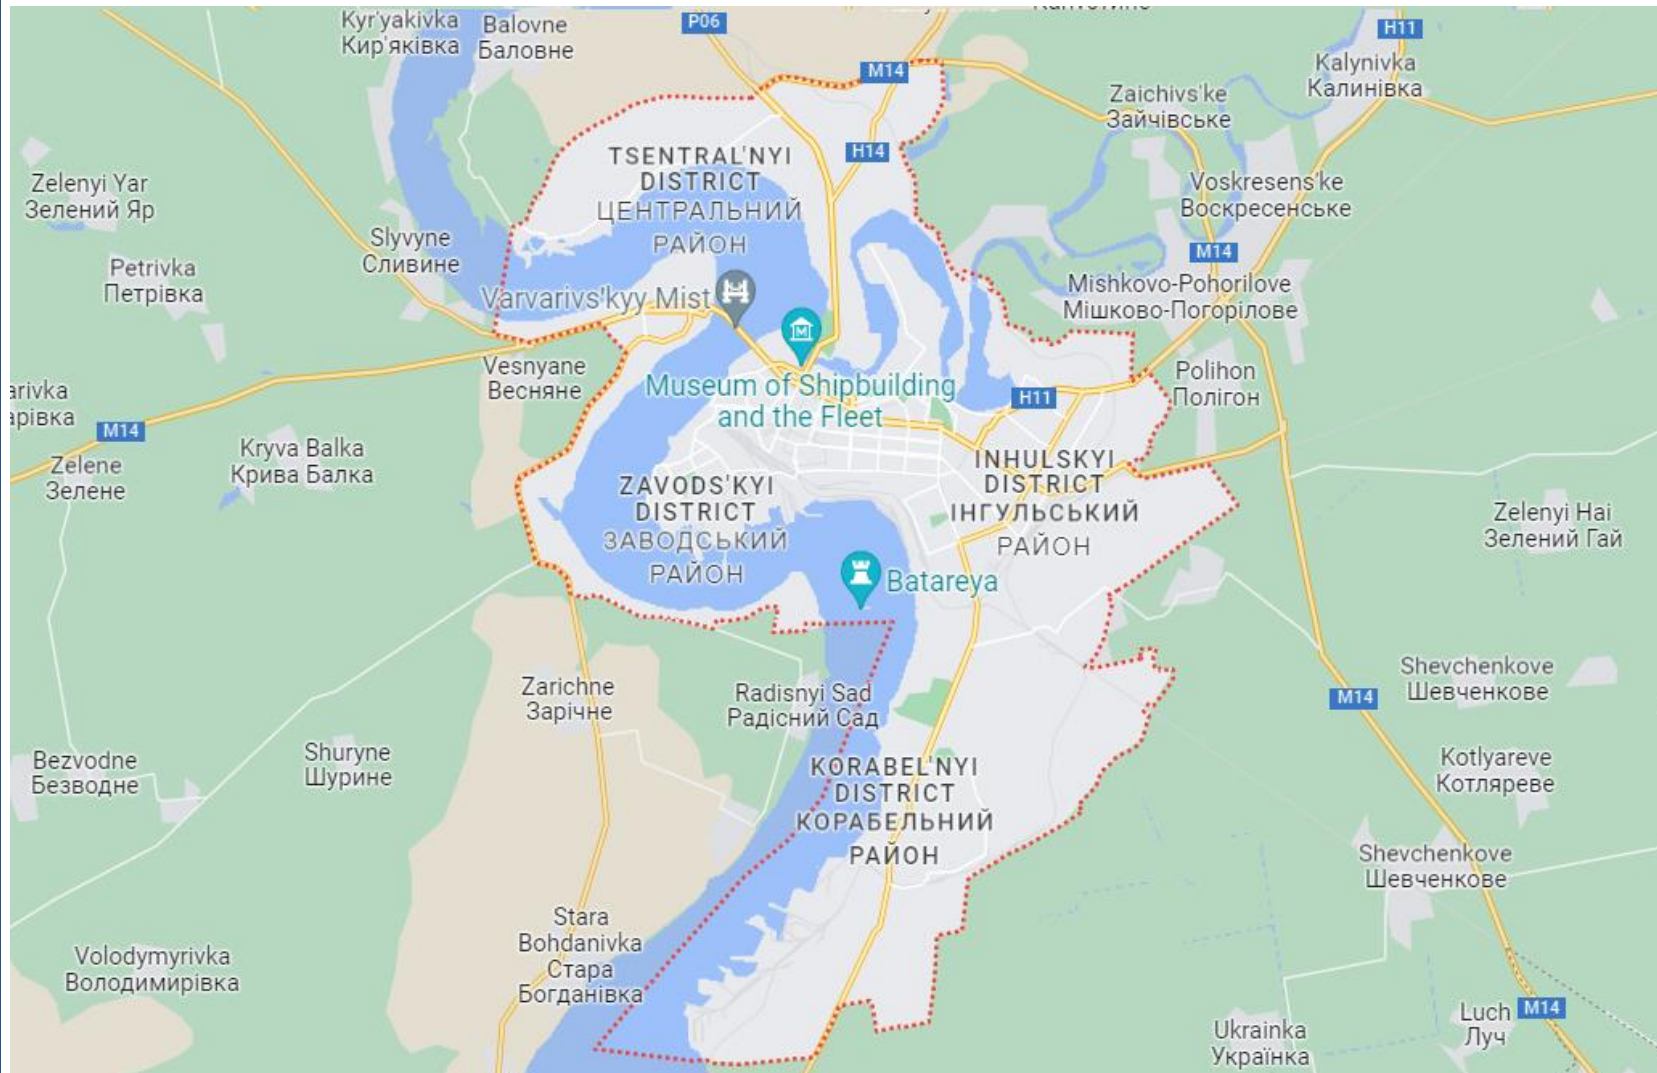 Kyr'yakivka
Кир'яківка
Balovne
Баловне
P06
H11
M14
Kalynivka
Калинівка
Zaichivs'ke
Зайчівське
H14
TSENTRAL'NYI
DISTRICT
ЦЕНТРАЛЬНИЙ
РАЙОН
Zelenyi Yar
Зелений Яр
Voskresens'ke
Воскресенське
Slyvyne
Сливине
M14
Petrivka
Петрівка
Varvarivs'kyy Mist
Mishkovo-Pohorilove
Мішково-Погорілове
Vesnyane
Весняне
Museum of Shipbuilding
and the Fleet
H11
Polihon
Полігон
arivka
арівка
M14
Kryva Balka
Крива Балка
Zelene
Зелене
ZAVODS'KYI
DISTRICT
ЗАВОДСЬКИЙ
РАЙОН
INHULSKYI
DISTRICT
ІНГУЛЬСЬКИЙ
РАЙОН
Zelenyi Hai
Зелений Гай
Batareya
Zarichne
Зарічне
Radisnyi Sad
Радісний Сад
Shevchenkove
Шевченкове
M14
Bezvodne
Безводне
Shuryne
Шурине
KORABEL'NYI
DISTRICT
КОРАБЕЛЬНИЙ
РАЙОН
Kotlyareve
Котляреве
Shevchenkove
Шевченкове
Stara
Bohdanivka
Стара
Богданівка
Volodymyrivka
Володимирівка
Luch
Луч
M14
Ukrainka
Українка